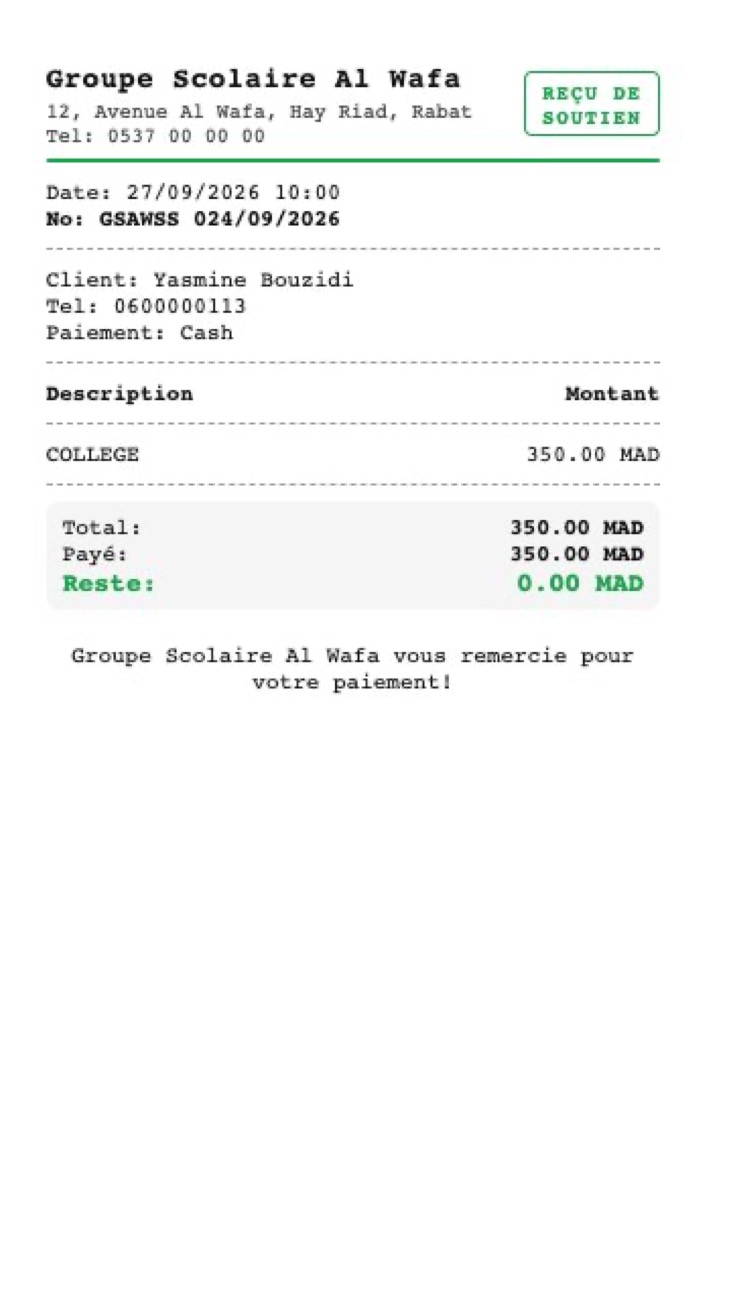 Groupe Scolaire Al Wafa
12, Avenue Al Wafa, Hay Riad, Rabat
Tel: 0537 00 00 00
REÇU DE
SOUTIEN
Date: 27/09/2026 10:00
No: GSAWSS 024/09/2026
Client: Yasmine Bouzidi
Tel: 0600000113
Paiement: Cash
Description Montant
COLLEGE 350.00 MAD
Total: 350.00 MAD
Payé: 350.00 MAD
Reste: 0.00 MAD
Groupe Scolaire Al Wafa vous remercie pour
votre paiement!